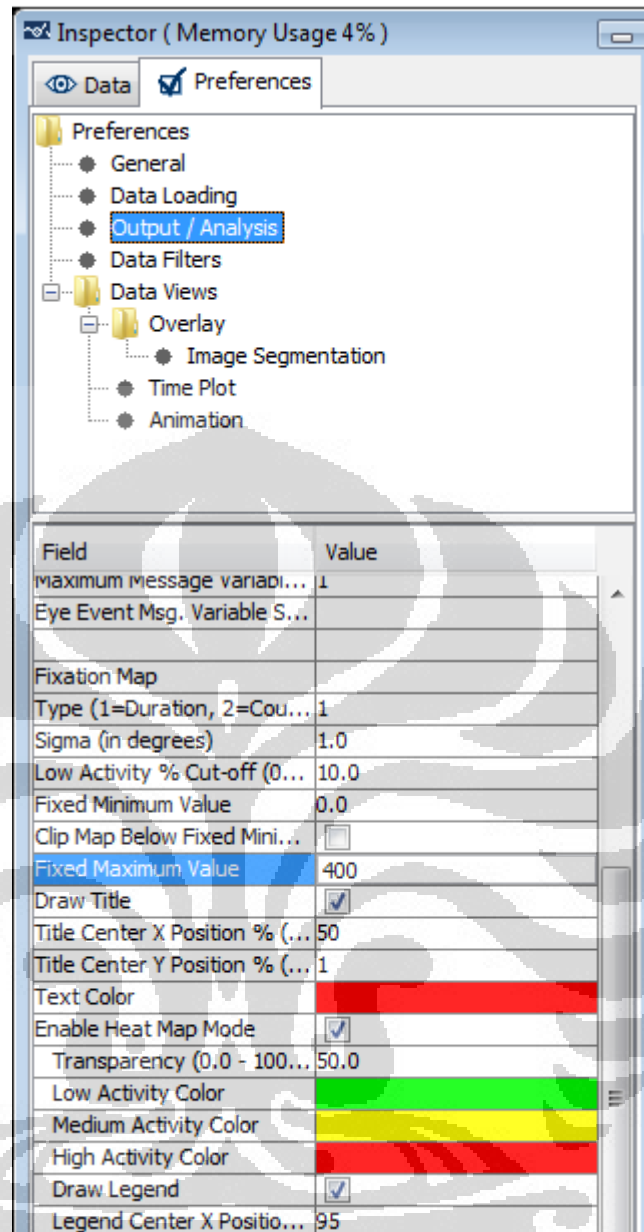 Inspector ( Memory Usage 4% )
Data Preferences
Preferences
General
Data Loading
Output / Analysis
Data Filters
Data Views
Overlay
Image Segmentation
Time Plot
Animation
Field Value
Maximum Message Variabl... 1
Eye Event Msg. Variable S...
Fixation Map
Type (1=Duration, 2=Cou... 1
Sigma (in degrees) 1.0
Low Activity % Cut-off (0... 10.0
Fixed Minimum Value 0.0
Clip Map Below Fixed Mini...
Fixed Maximum Value 400
Draw Title
Title Center X Position % (... 50
Title Center Y Position % (... 1
Text Color
Enable Heat Map Mode
Transparency (0.0 - 100... 50.0
Low Activity Color
Medium Activity Color
High Activity Color
Draw Legend
Legend Center X Positio... 95